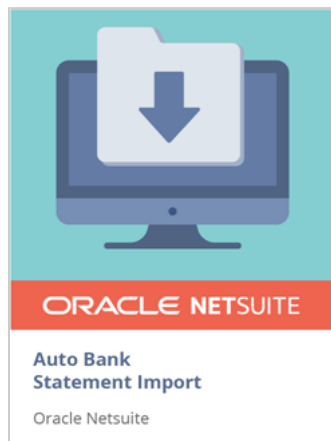 ORACLE NETSUITE
Auto Bank
Statement Import
Oracle Netsuite